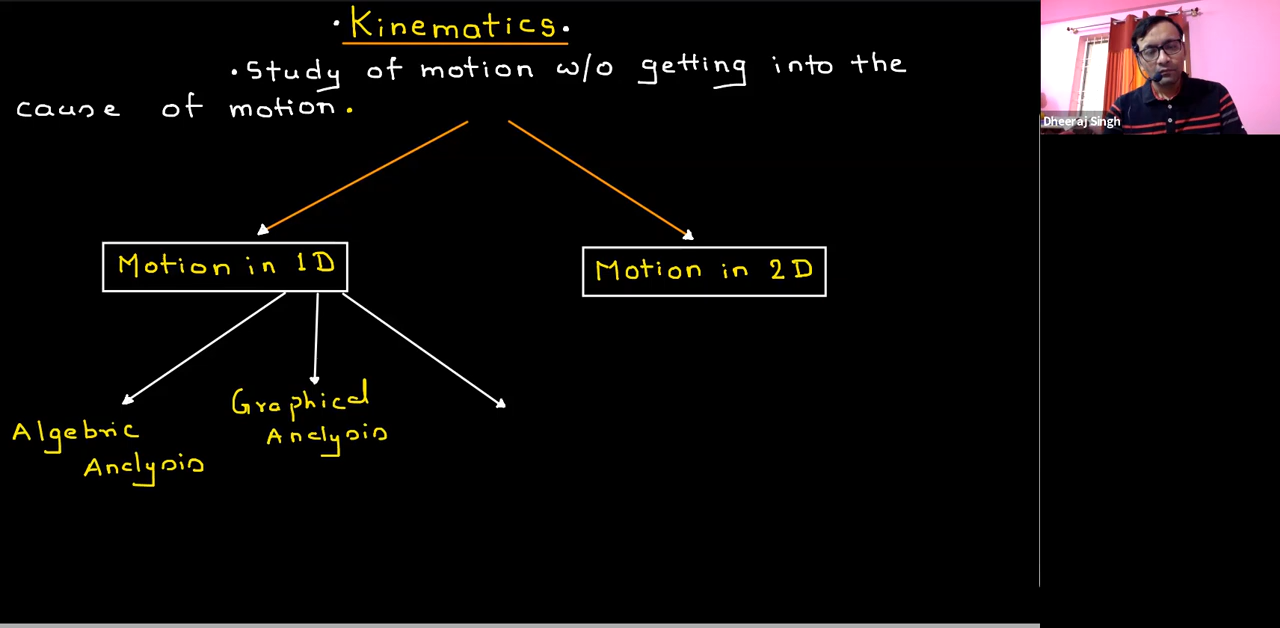 • Kinematics •
• Study of motion w/o getting into the
cause of motion.
Motion in 1D
Motion in 2D
Algebric
Analysis
Graphical
Analysis
Dheeraj Singh